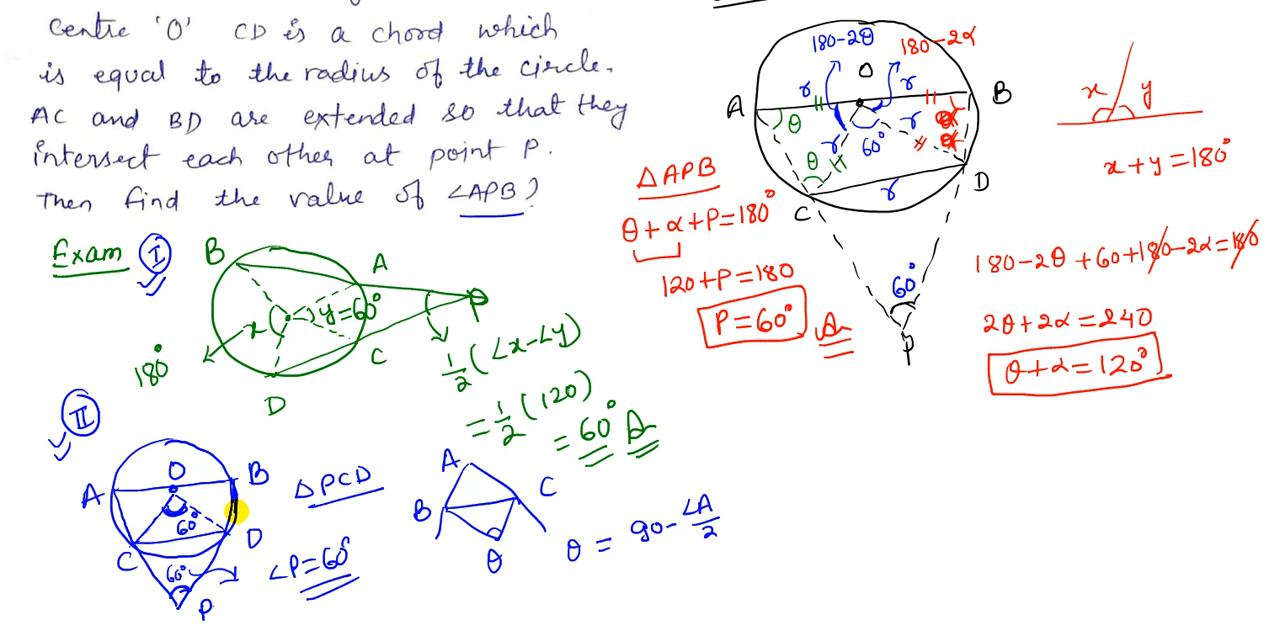 Centre 'O' CD is a chord which
is equal to the radius of the circle.
AC and BD are extended so that they
intersect each other at point P.
Then find the value of ∠APB?
180-2θ 180-2α
O
A B
r r
θ r
r 60° α
θ α
r
C D
60°
P
x y
x+y=180°
△APB
θ+α+P=180°
120+P=180
P=60°
180-2θ+60+180-2α=180
2θ+2α=240
θ+α=120°
Exam I
B A
x y=60° P
180° C
D
1/2(∠x-∠y)
=1/2(120)
=60°
II
O
A B
60°
C D
60°
P
△PCD
∠P=60°
A
B C
θ
θ = 90-∠A/2